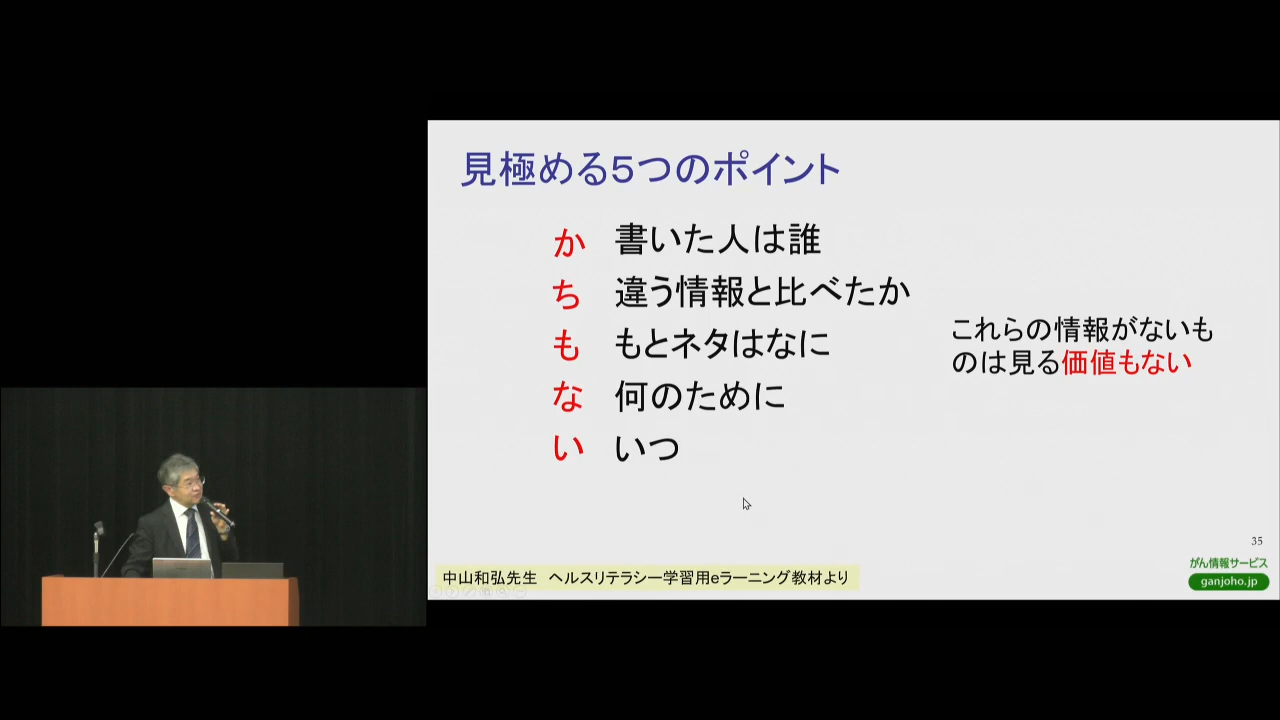 見極める5つのポイント
か 書いた人は誰
ち 違う情報と比べたか
も もとネタはなに
な 何のために
い いつ
これらの情報がないも
のは見る価値もない
35
中山和弘先生 ヘルスリテラシー学習用eラーニング教材より
がん情報サービス
ganjoho.jp